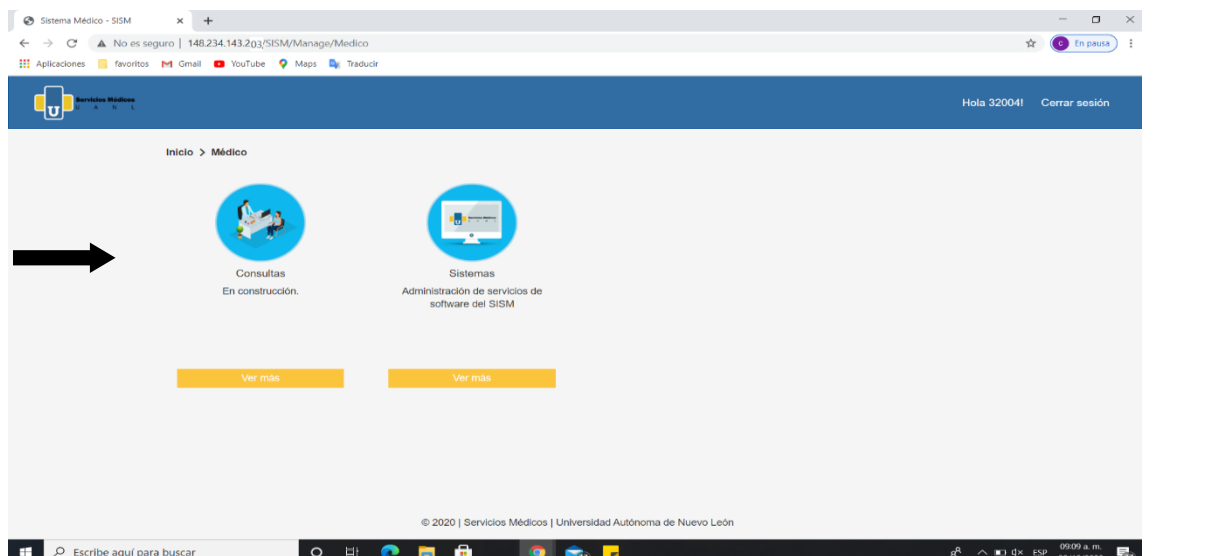 Sistema Médico - SISM
No es seguro | 148.234.143.203/SISM/Manage/Medico
En pausa
Aplicaciones favoritos Gmail YouTube Maps Traducir
Servicios Médicos
U A N L
Hola 32004! Cerrar sesión
Inicio > Médico
Consultas
En construcción.
Sistemas
Administración de servicios de
software del SISM
Ver más
Ver más
© 2020 | Servicios Médicos | Universidad Autónoma de Nuevo León
Escribe aquí para buscar
ESP
09:09 a. m.